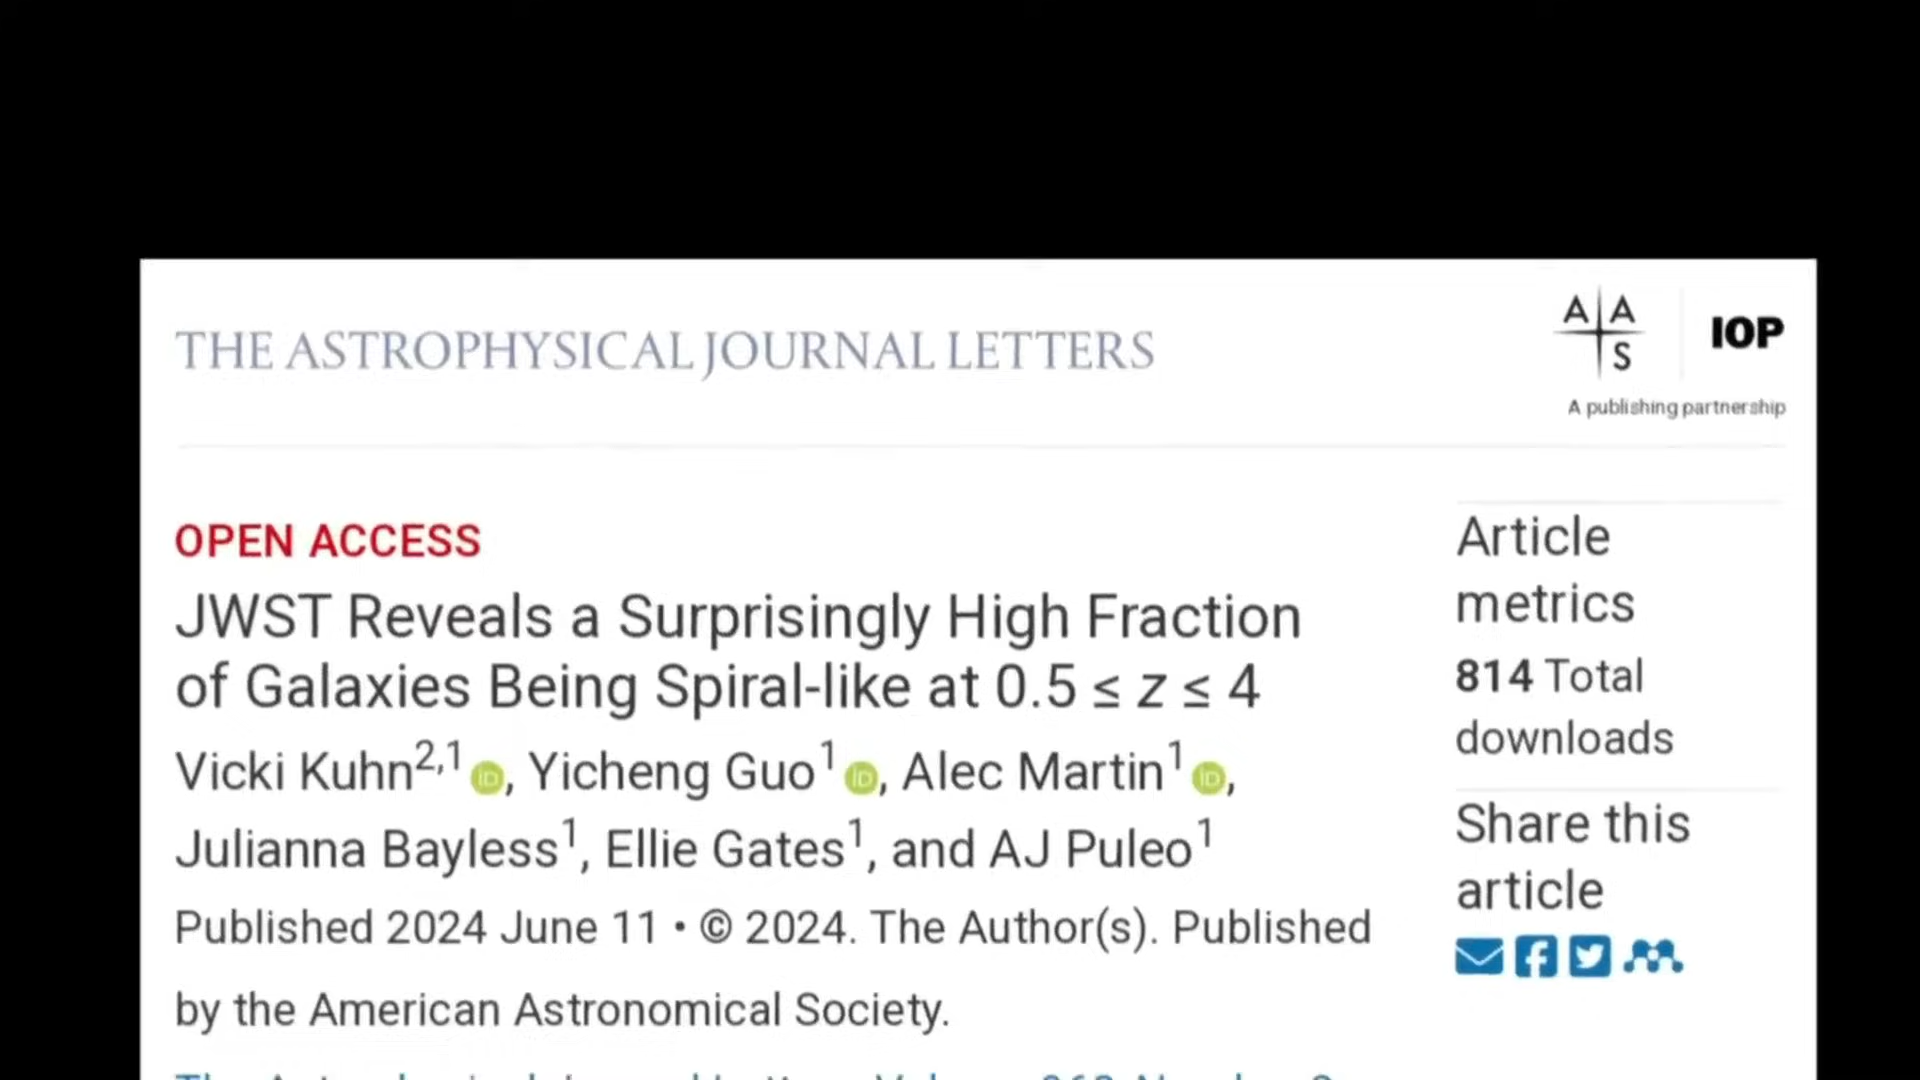 THE ASTROPHYSICAL JOURNAL LETTERS
A A
S
IOP
A publishing partnership
OPEN ACCESS
JWST Reveals a Surprisingly High Fraction
of Galaxies Being Spiral-like at 0.5 ≤ z ≤ 4
Vicki Kuhn2,1 iD, Yicheng Guo1 iD, Alec Martin1 iD,
Julianna Bayless1, Ellie Gates1, and AJ Puleo1
Published 2024 June 11 • © 2024. The Author(s). Published
by the American Astronomical Society.
Article
metrics
814 Total
downloads
Share this
article